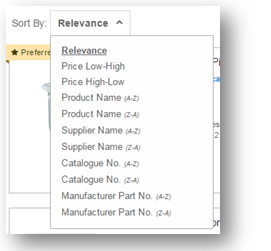 Sort By: Relevance
★ Preferre
Relevance
Price Low-High
Price High-Low
Product Name (A-Z)
Product Name (Z-A)
Supplier Name (A-Z)
Supplier Name (Z-A)
Catalogue No. (A-Z)
Catalogue No. (Z-A)
Manufacturer Part No. (A-Z)
Manufacturer Part No. (Z-A)